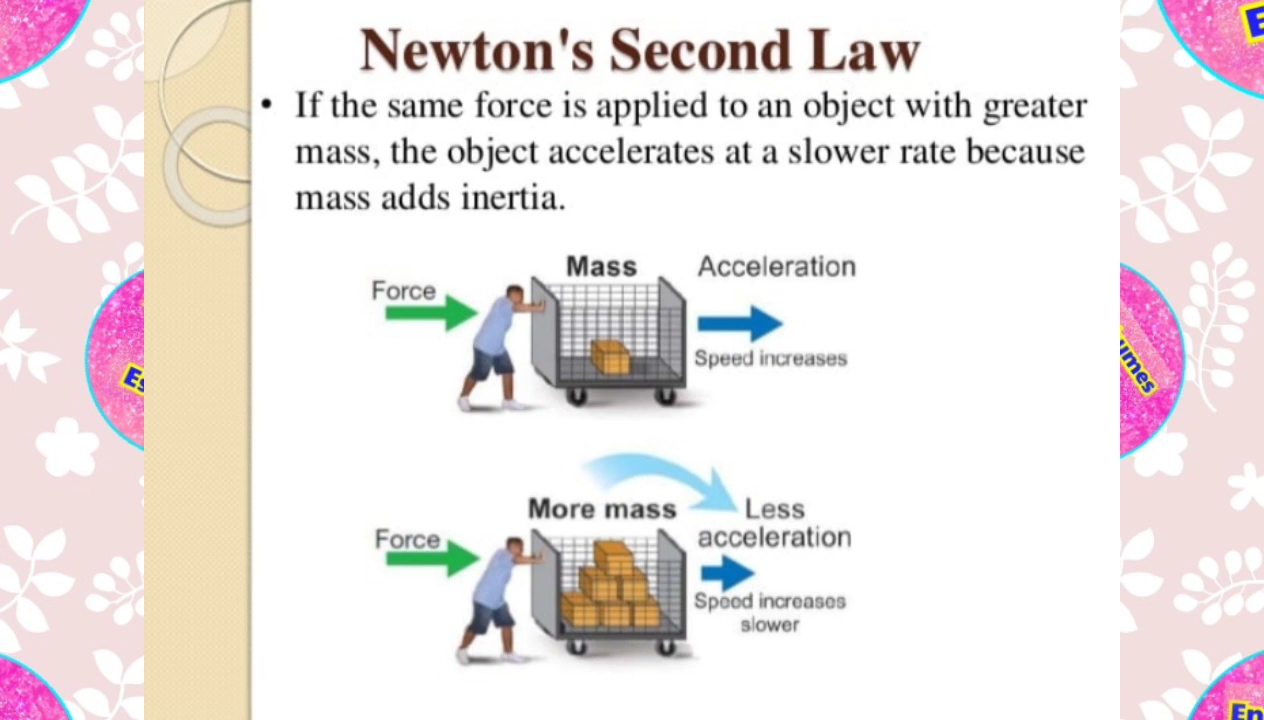 Newton's Second Law
• If the same force is applied to an object with greater
mass, the object accelerates at a slower rate because
mass adds inertia.
Mass
Acceleration
Force
Speed increases
More mass
Less
acceleration
Force
Speed increases
slower